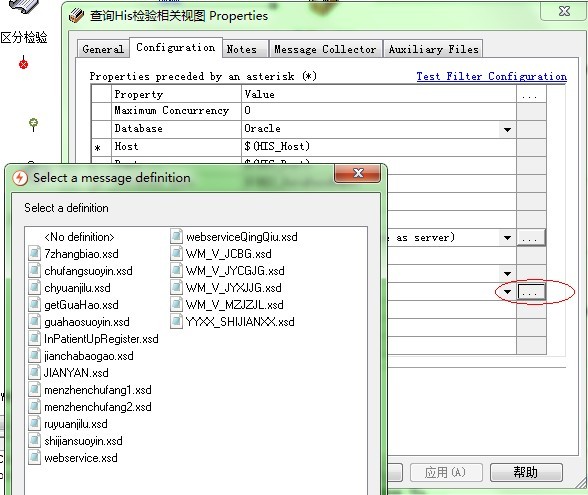 区分检验
查询His检验相关视图 Properties
General Configuration Notes Message Collector Auxiliary Files
Properties preceded by an asterisk (*) Test Filter Configuration
Property Value ...
Maximum Concurrency 0
Database Oracle
* Host $(HIS_Host)
e as server) ...
...
Select a message definition
Select a definition
<No definition>
7zhangbiao.xsd
chufangsuoyin.xsd
chyuanjilu.xsd
getGuaHao.xsd
guahaosuoyin.xsd
InPatientUpRegister.xsd
jianchabaogao.xsd
JIANYAN.xsd
menzhenchufang1.xsd
menzhenchufang2.xsd
ruyuanjilu.xsd
shijiansuoyin.xsd
webservice.xsd
webserviceQingQiu.xsd
WM_V_JCBG.xsd
WM_V_JYCGJG.xsd
WM_V_JYXJJG.xsd
WM_V_MZJZJL.xsd
YYXX_SHIJIANXX.xsd
应用(A) 帮助